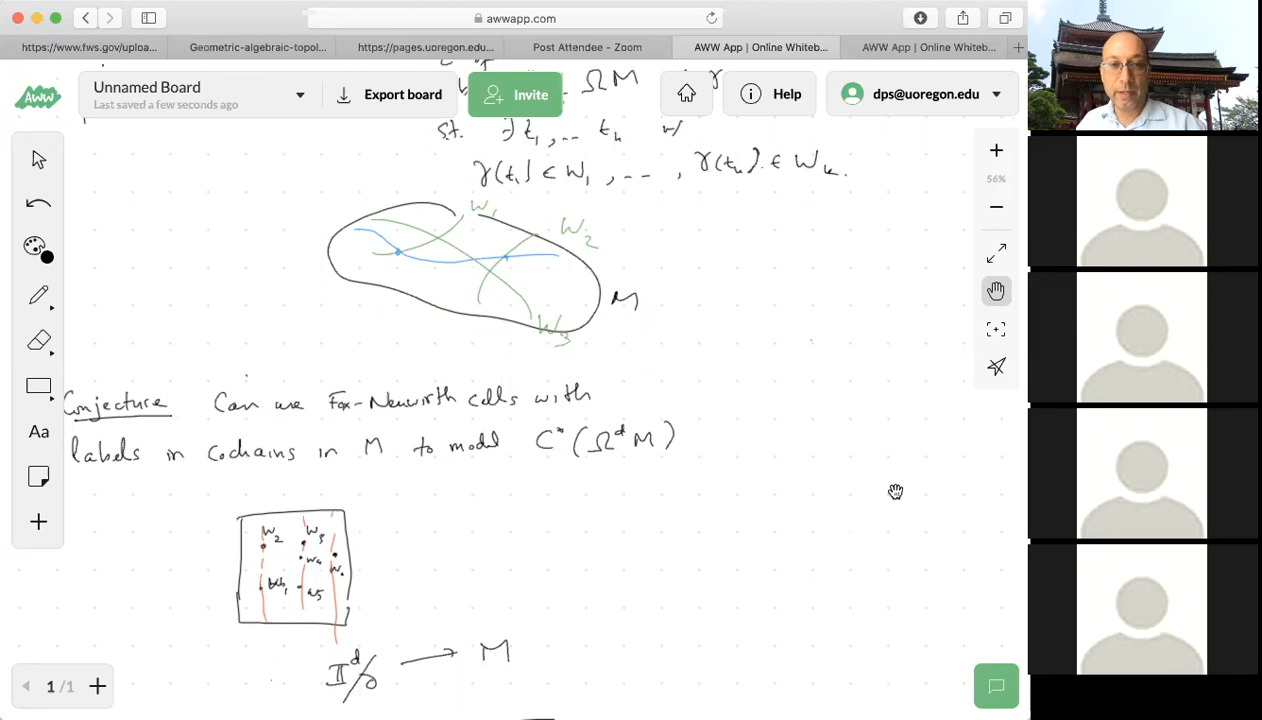 awwapp.com
https://www.fws.gov/uploa...
Geometric-algebraic-topol...
https://pages.uoregon.edu...
Post Attendee - Zoom
AWW App | Online Whiteb...
AWW App | Online Whiteb...
Unnamed Board
Last saved a few seconds ago
Export board
Invite
Help
dps@uoregon.edu
ΩM
st. ∃ t₁, ... tₖ w/
γ(t₁) ∈ W₁, ..., γ(tₖ) ∈ Wₖ.
W₁
W₂
M
W₃
56%
Aa
Conjecture Can use Fox-Neuwirth cells with
labels in cochains in M to model C*(Ω^d M)
W₂ W₃
W₄
W₁ W₅
I^d/∂ → M
1 / 1